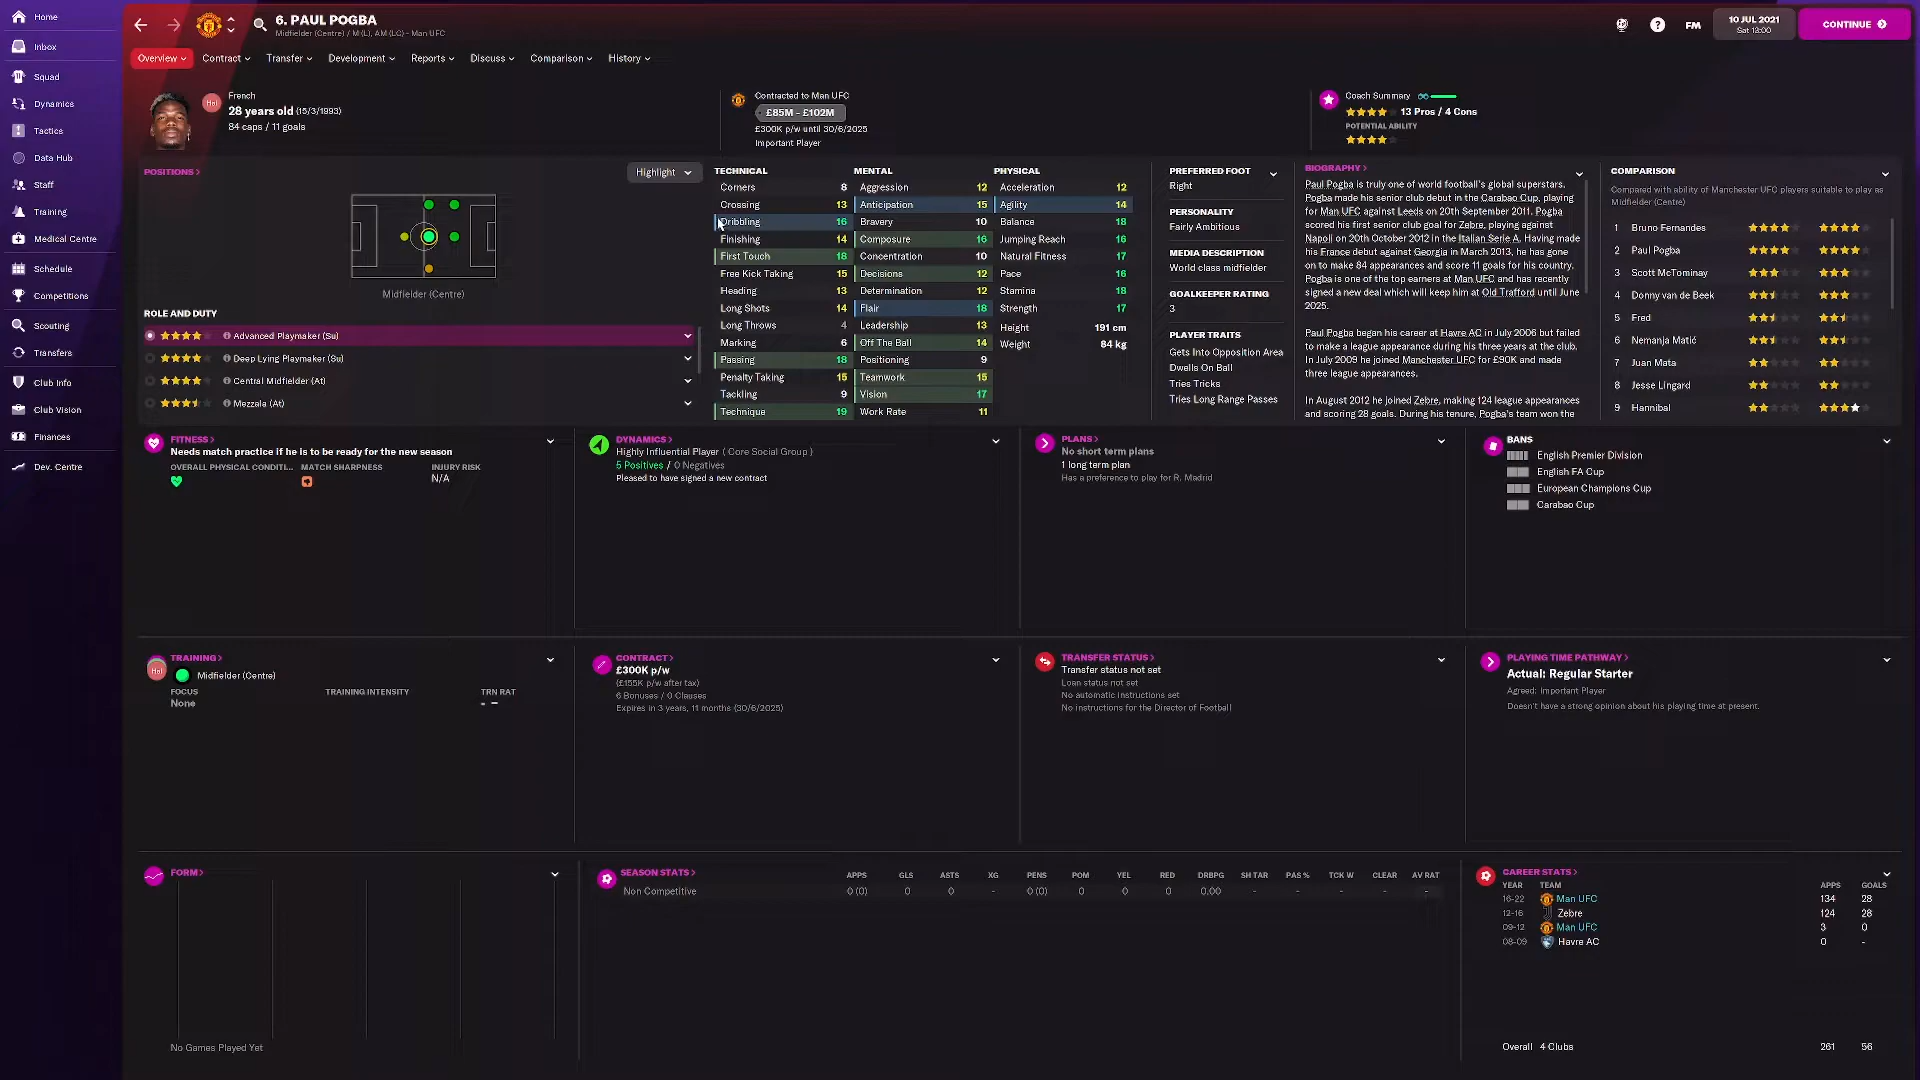 Home
Inbox
Squad
Dynamics
Tactics
Data Hub
Staff
Training
Medical Centre
Schedule
Competitions
Scouting
Transfers
Club Info
Club Vision
Finances
Dev. Centre
6. PAUL POGBA
Midfielder (Centre) / M (L), AM (LC) - Man UFC
FM
10 JUL 2021
Sat 12:00
CONTINUE
Overview
Contract
Transfer
Development
Reports
Discuss
Comparison
History
Hei
French
28 years old (15/3/1993)
84 caps / 11 goals
Contracted to Man UFC
£85M - £102M
£300K p/w until 30/6/2025
Important Player
Coach Summary
13 Pros / 4 Cons
POTENTIAL ABILITY
POSITIONS >
Highlight
Midfielder (Centre)
ROLE AND DUTY
Advanced Playmaker (Su)
Deep Lying Playmaker (Su)
Central Midfielder (At)
Mezzala (At)
TECHNICAL
Corners 8
Crossing 13
Dribbling 16
Finishing 14
First Touch 18
Free Kick Taking 15
Heading 13
Long Shots 14
Long Throws 4
Marking 6
Passing 18
Penalty Taking 15
Tackling 9
Technique 19
MENTAL
Aggression 12
Anticipation 15
Bravery 10
Composure 16
Concentration 10
Decisions 12
Determination 12
Flair 18
Leadership 13
Off The Ball 14
Positioning 9
Teamwork 15
Vision 17
Work Rate 11
PHYSICAL
Acceleration 12
Agility 14
Balance 18
Jumping Reach 16
Natural Fitness 17
Pace 16
Stamina 18
Strength 17
Height 191 cm
Weight 84 kg
PREFERRED FOOT
Right
PERSONALITY
Fairly Ambitious
MEDIA DESCRIPTION
World class midfielder
GOALKEEPER RATING
3
PLAYER TRAITS
Gets Into Opposition Area
Dwells On Ball
Tries Tricks
Tries Long Range Passes
BIOGRAPHY >
Paul Pogba is truly one of world football's global superstars.
Pogba made his senior club debut in the Carabao Cup, playing
for Man UFC against Leeds on 20th September 2011. Pogba
scored his first senior club goal for Zebre, playing against
Napoli on 20th October 2012 in the Italian Serie A. Having made
his France debut against Georgia in March 2013, he has gone
on to make 84 appearances and score 11 goals for his country.
Pogba is one of the top earners at Man UFC and has recently
signed a new deal which will keep him at Old Trafford until June
2025.
Paul Pogba began his career at Havre AC in July 2006 but failed
to make a league appearance during his three years at the club.
In July 2009 he joined Manchester UFC for £90K and made
three league appearances.
In August 2012 he joined Zebre, making 124 league appearances
and scoring 28 goals. During his tenure, Pogba's team won the
COMPARISON
Compared with ability of Manchester UFC players suitable to play as
Midfielder (Centre)
1 Bruno Fernandes
2 Paul Pogba
3 Scott McTominay
4 Donny van de Beek
5 Fred
6 Nemanja Matić
7 Juan Mata
8 Jesse Lingard
9 Hannibal
FITNESS >
Needs match practice if he is to be ready for the new season
OVERALL PHYSICAL CONDITI...
MATCH SHARPNESS
INJURY RISK
N/A
DYNAMICS >
Highly Influential Player ( Core Social Group )
5 Positives / 0 Negatives
Pleased to have signed a new contract
PLANS >
No short term plans
1 long term plan
Has a preference to play for R. Madrid
BANS
English Premier Division
English FA Cup
European Champions Cup
Carabao Cup
TRAINING >
Hei
Midfielder (Centre)
FOCUS
None
TRAINING INTENSITY
TRN RAT
- -
CONTRACT >
£300K p/w
(£155K p/w after tax)
6 Bonuses / 0 Clauses
Expires in 3 years, 11 months (30/6/2025)
TRANSFER STATUS >
Transfer status not set
Loan status not set
No automatic instructions set
No instructions for the Director of Football
PLAYING TIME PATHWAY >
Actual: Regular Starter
Agreed: Important Player
Doesn't have a strong opinion about his playing time at present.
FORM >
No Games Played Yet
SEASON STATS > APPS GLS ASTS XG PENS POM YEL RED DRBPG SH TAR PAS % TCK W CLEAR AV RAT
Non Competitive 0 (0) 0 0 - 0 (0) 0 0 0 0.00 - - - - -
CAREER STATS >
YEAR TEAM APPS GOALS
16-22 Man UFC 134 28
12-16 Zebre 124 28
09-12 Man UFC 3 0
08-09 Havre AC 0 -
Overall 4 Clubs 261 56